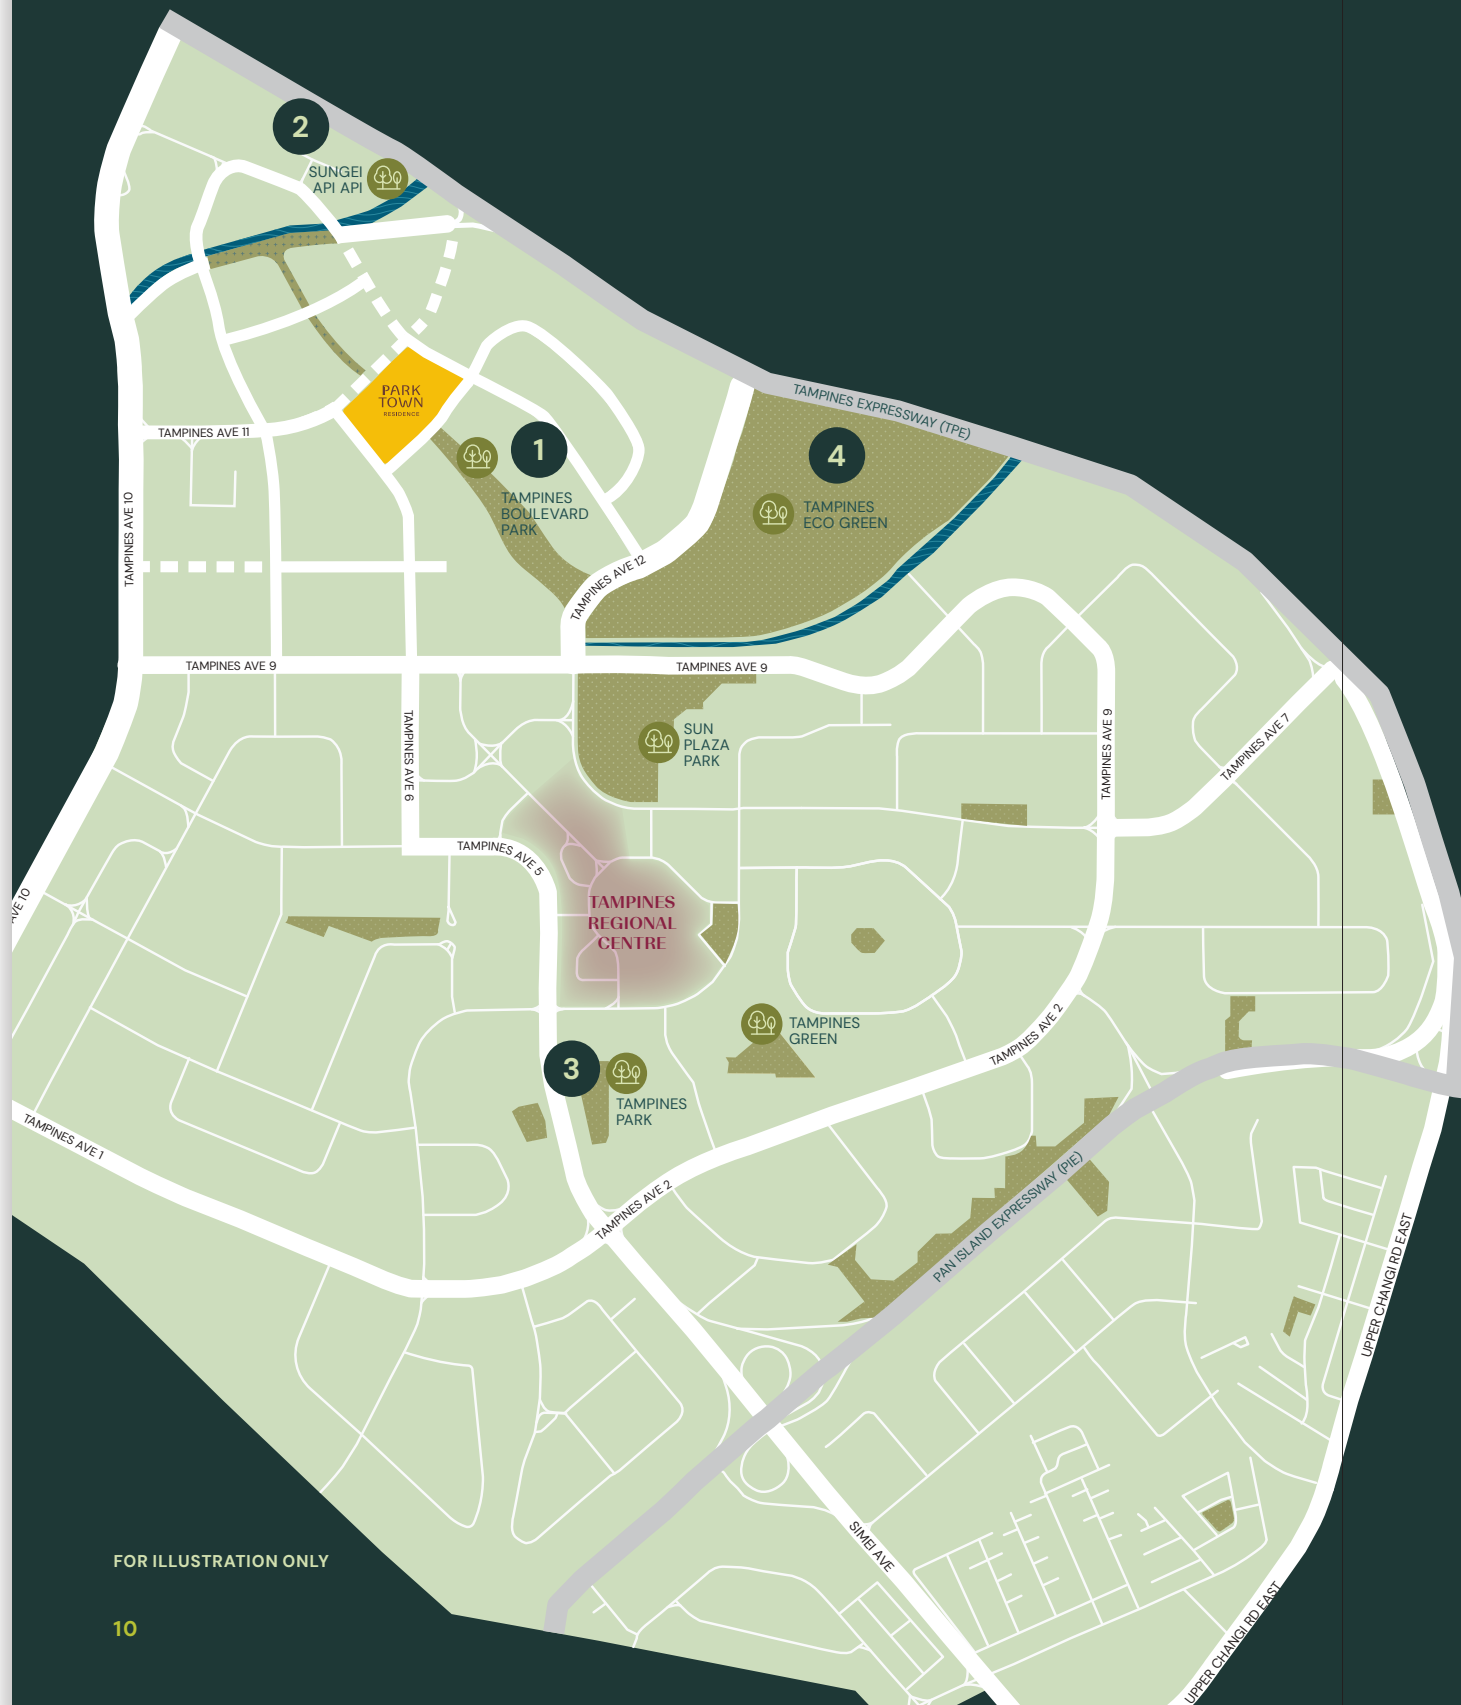 2
SUNGEI
API API
TAMPINES EXPRESSWAY (TPE)
PARK
TOWN
RESIDENCE
TAMPINES AVE 11
1
4
TAMPINES
BOULEVARD
PARK
TAMPINES
ECO GREEN
TAMPINES AVE 10
TAMPINES AVE 12
TAMPINES AVE 9
TAMPINES AVE 9
TAMPINES AVE 6
SUN
PLAZA
PARK
TAMPINES AVE 9
TAMPINES AVE 7
TAMPINES AVE 5
AVE 10
TAMPINES
REGIONAL
CENTRE
TAMPINES
GREEN
TAMPINES AVE 2
3
TAMPINES
PARK
TAMPINES AVE 1
TAMPINES AVE 2
PAN ISLAND EXPRESSWAY (PIE)
UPPER CHANGI RD EAST
SIMEI AVE
UPPER CHANGI RD EAST
FOR ILLUSTRATION ONLY
10